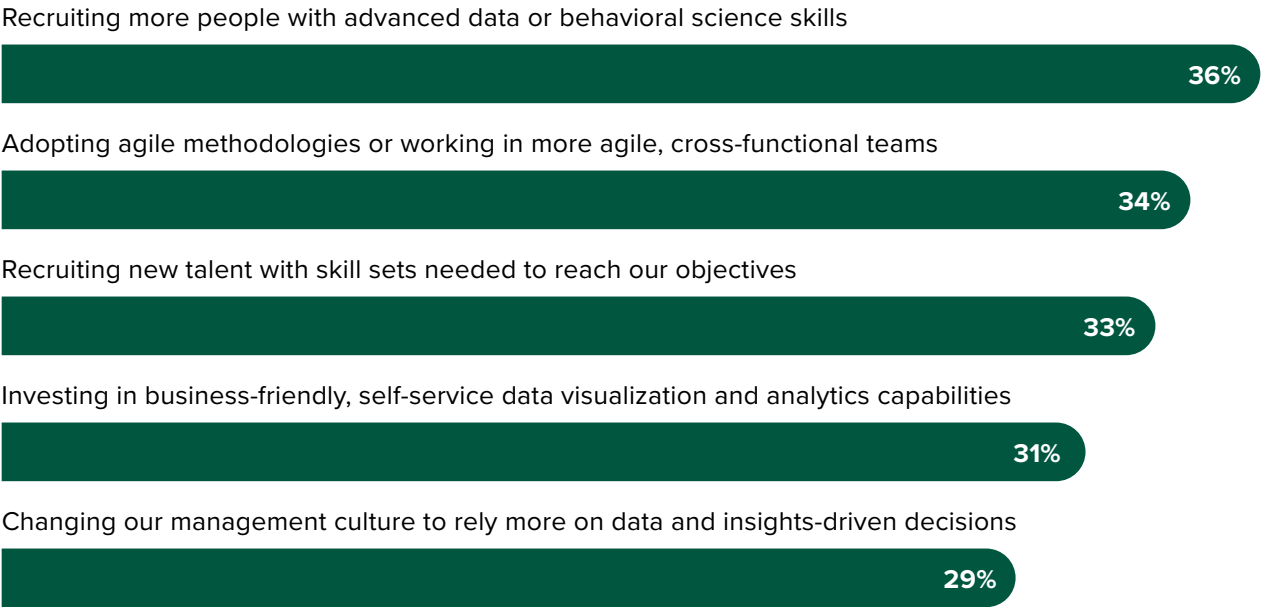 Recruiting more people with advanced data or behavioral science skills
36%
Adopting agile methodologies or working in more agile, cross-functional teams
34%
Recruiting new talent with skill sets needed to reach our objectives
33%
Investing in business-friendly, self-service data visualization and analytics capabilities
31%
Changing our management culture to rely more on data and insights-driven decisions
29%